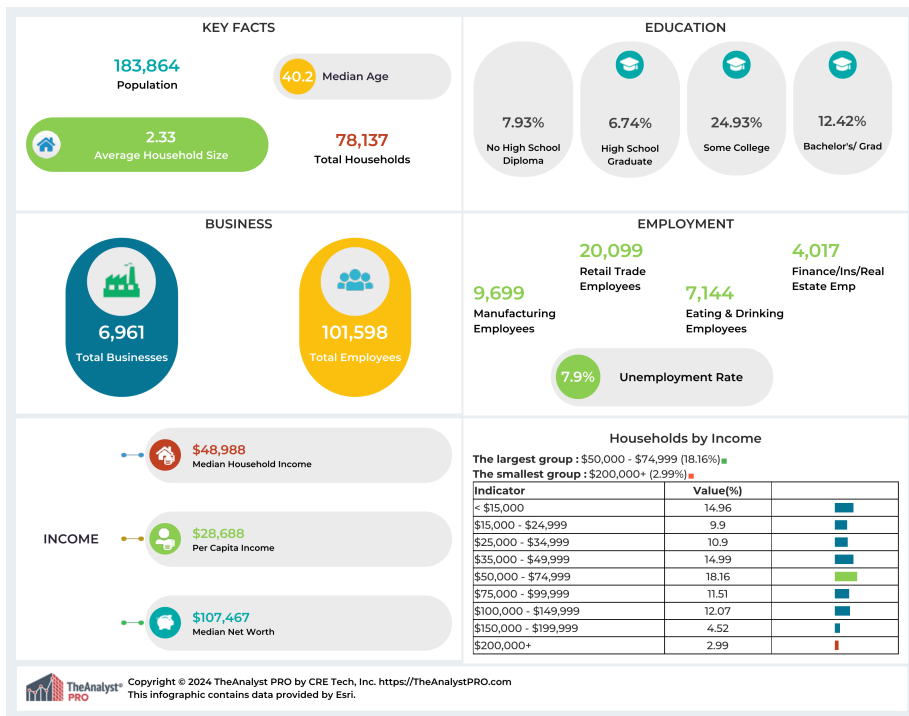 KEY FACTS
183,864
Population
40.2 Median Age
2.33
Average Household Size
78,137
Total Households
EDUCATION
7.93%
No High School
Diploma
6.74%
High School
Graduate
24.93%
Some College
12.42%
Bachelor's/ Grad
BUSINESS
6,961
Total Businesses
101,598
Total Employees
EMPLOYMENT
9,699
Manufacturing
Employees
20,099
Retail Trade
Employees
7,144
Eating & Drinking
Employees
4,017
Finance/Ins/Real
Estate Emp
7.9% Unemployment Rate
INCOME
$48,988
Median Household Income
$28,688
Per Capita Income
$107,467
Median Net Worth
Households by Income
The largest group : $50,000 - $74,999 (18.16%)
The smallest group : $200,000+ (2.99%)
Indicator Value(%)
< $15,000 14.96
$15,000 - $24,999 9.9
$25,000 - $34,999 10.9
$35,000 - $49,999 14.99
$50,000 - $74,999 18.16
$75,000 - $99,999 11.51
$100,000 - $149,999 12.07
$150,000 - $199,999 4.52
$200,000+ 2.99
TheAnalyst®
PRO
Copyright © 2024 TheAnalyst PRO by CRE Tech, Inc. https://TheAnalystPRO.com
This infographic contains data provided by Esri.